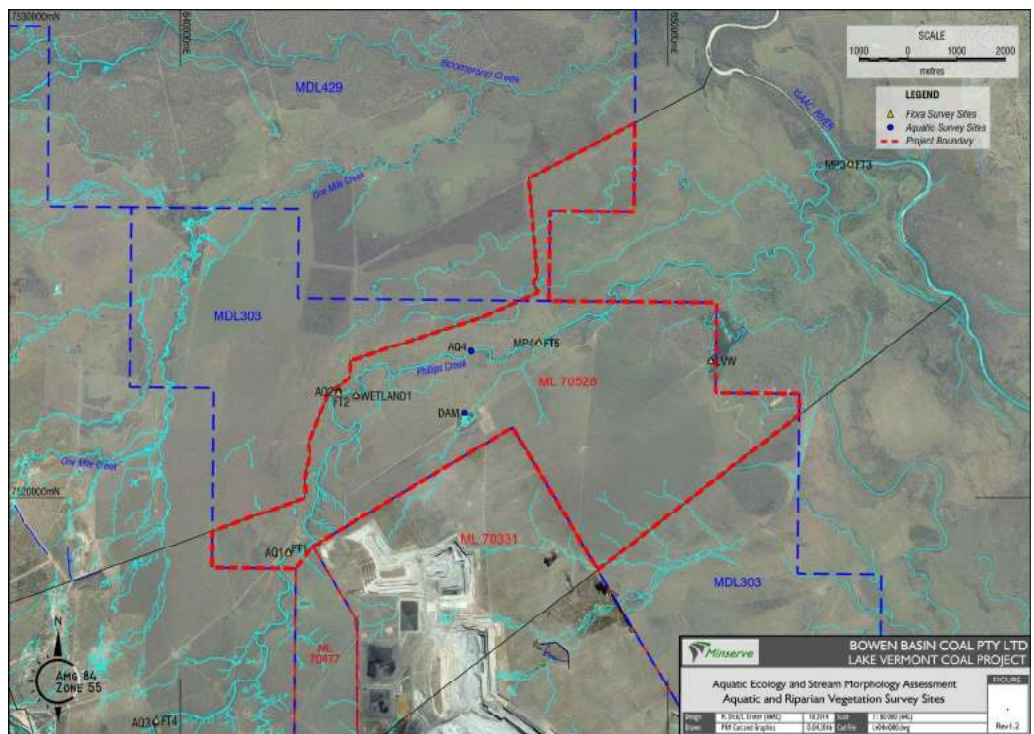 7530000mN
640000mE
650000mE
SCALE
1000 0 1000 2000
metres
LEGEND
Flora Survey Sites
Aquatic Survey Sites
Project Boundary
Boomerang Creek
MDL429
ISAAC RIVER
MP3 FT3
One Mile Creek
MDL303
AQ4
MP4 FT5
Phillips Creek
LVW
ML 70528
AQ2
FT2
WETLAND1
DAM
One Mile Creek
7520000mN
ML 70331
AQ1 FT1
MDL303
ML
70477
N
AMG 84
ZONE 55
AQ3 FT4
Minserve
BOWEN BASIN COAL PTY LTD
LAKE VERMONT COAL PROJECT
Aquatic Ecology and Stream Morphology Assessment
Aquatic and Riparian Vegetation Survey Sites
FIGURE
Rev1.2